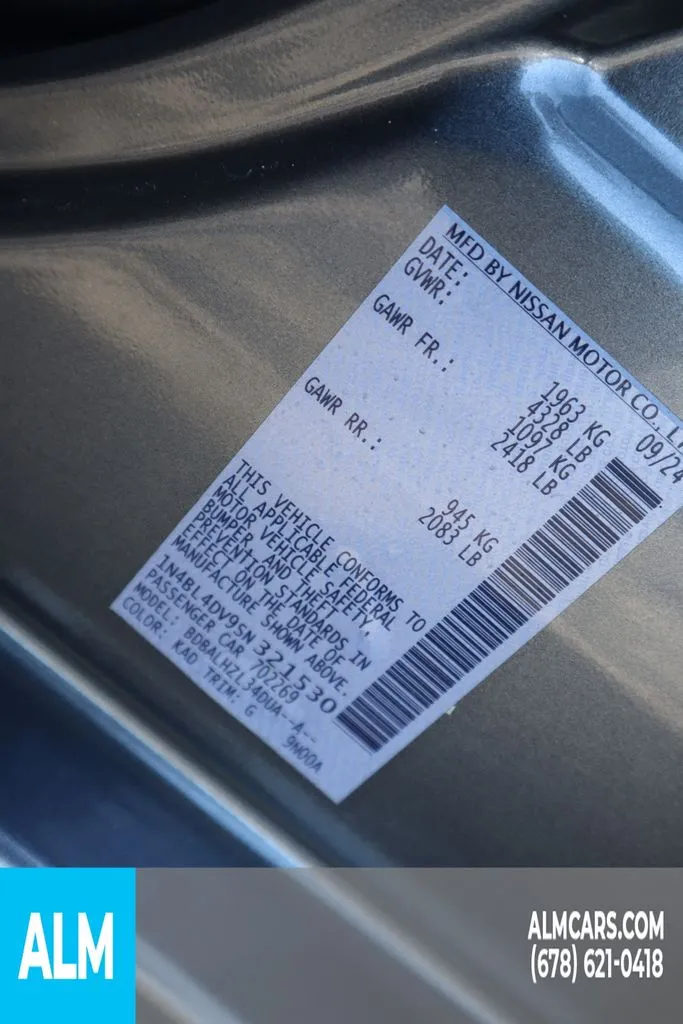 MFD BY NISSAN MOTOR CO., L
DATE: 09/24
GVWR: 1963 KG
4328 LB
GAWR FR.: 1097 KG
2418 LB
GAWR RR.: 945 KG
2083 LB
THIS VEHICLE CONFORMS TO
ALL APPLICABLE FEDERAL
MOTOR VEHICLE SAFETY,
BUMPER AND THEFT
PREVENTION STANDARDS IN
EFFECT ON THE DATE OF
MANUFACTURE SHOWN ABOVE.
1N4BL4DV9SN321530
PASSENGER CAR 702269
MODEL: BDBALHZL34DUA--A--
COLOR: KAD TRIM: G 9N00A
ALM
ALMCARS.COM
(678) 621-0418